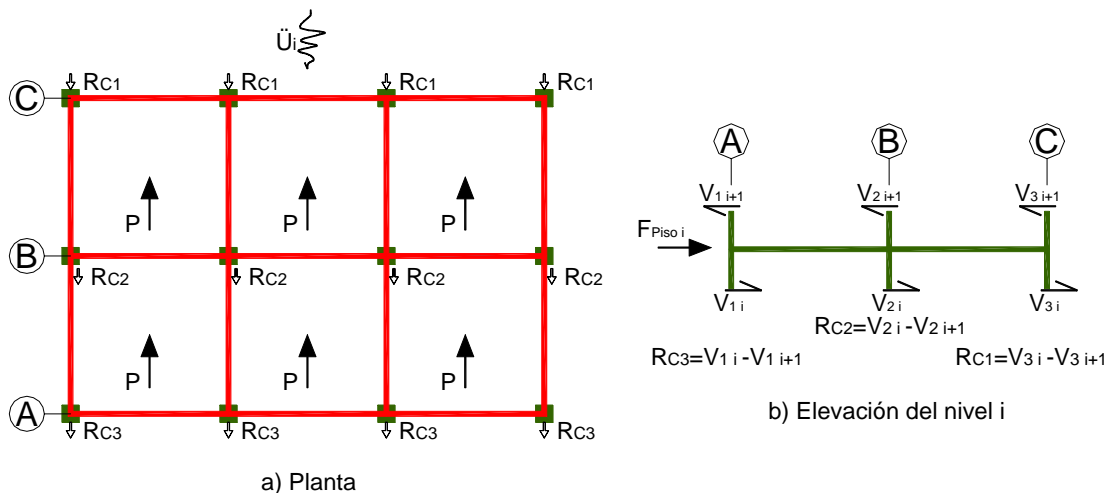 Üi
RC1 RC1 RC1 RC1
C
P P P
B
RC2 RC2 RC2 RC2
P P P
A
RC3 RC3 RC3 RC3
a) Planta
A B C
V1 i+1 V2 i+1 V3 i+1
FPiso i
V1 i V2 i V3 i
RC2=V2 i -V2 i+1
RC3=V1 i -V1 i+1 RC1=V3 i -V3 i+1
b) Elevación del nivel i